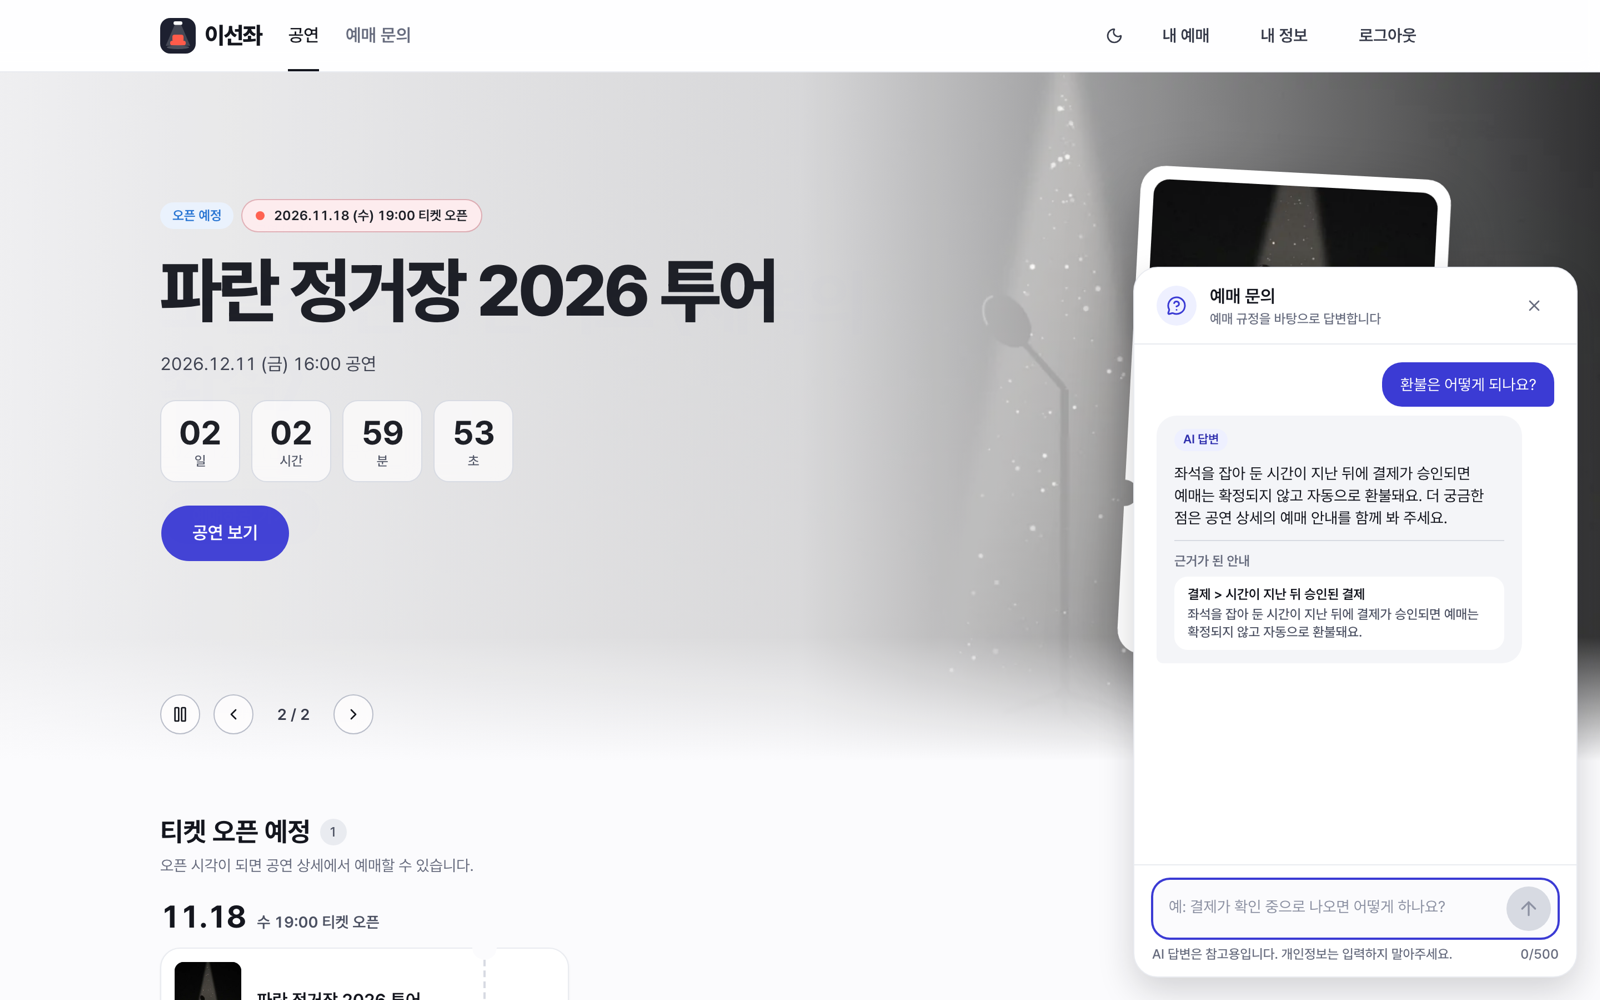 이선좌
공연
예매 문의
내 예매
내 정보
로그아웃
오픈 예정
2026.11.18 (수) 19:00 티켓 오픈
파란 정거장 2026 투어
2026.12.11 (금) 16:00 공연
02
일
02
시간
59
분
53
초
공연 보기
2 / 2
티켓 오픈 예정 1
오픈 시각이 되면 공연 상세에서 예매할 수 있습니다.
11.18 수 19:00 티켓 오픈
파란 정거장 2026 투어
예매 문의
예매 규정을 바탕으로 답변합니다
환불은 어떻게 되나요?
AI 답변
좌석을 잡아 둔 시간이 지난 뒤에 결제가 승인되면
예매는 확정되지 않고 자동으로 환불돼요. 더 궁금한
점은 공연 상세의 예매 안내를 함께 봐 주세요.
근거가 된 안내
결제 > 시간이 지난 뒤 승인된 결제
좌석을 잡아 둔 시간이 지난 뒤에 결제가 승인되면 예매는
확정되지 않고 자동으로 환불돼요.
예: 결제가 확인 중으로 나오면 어떻게 하나요?
AI 답변은 참고용입니다. 개인정보는 입력하지 말아주세요.
0/500